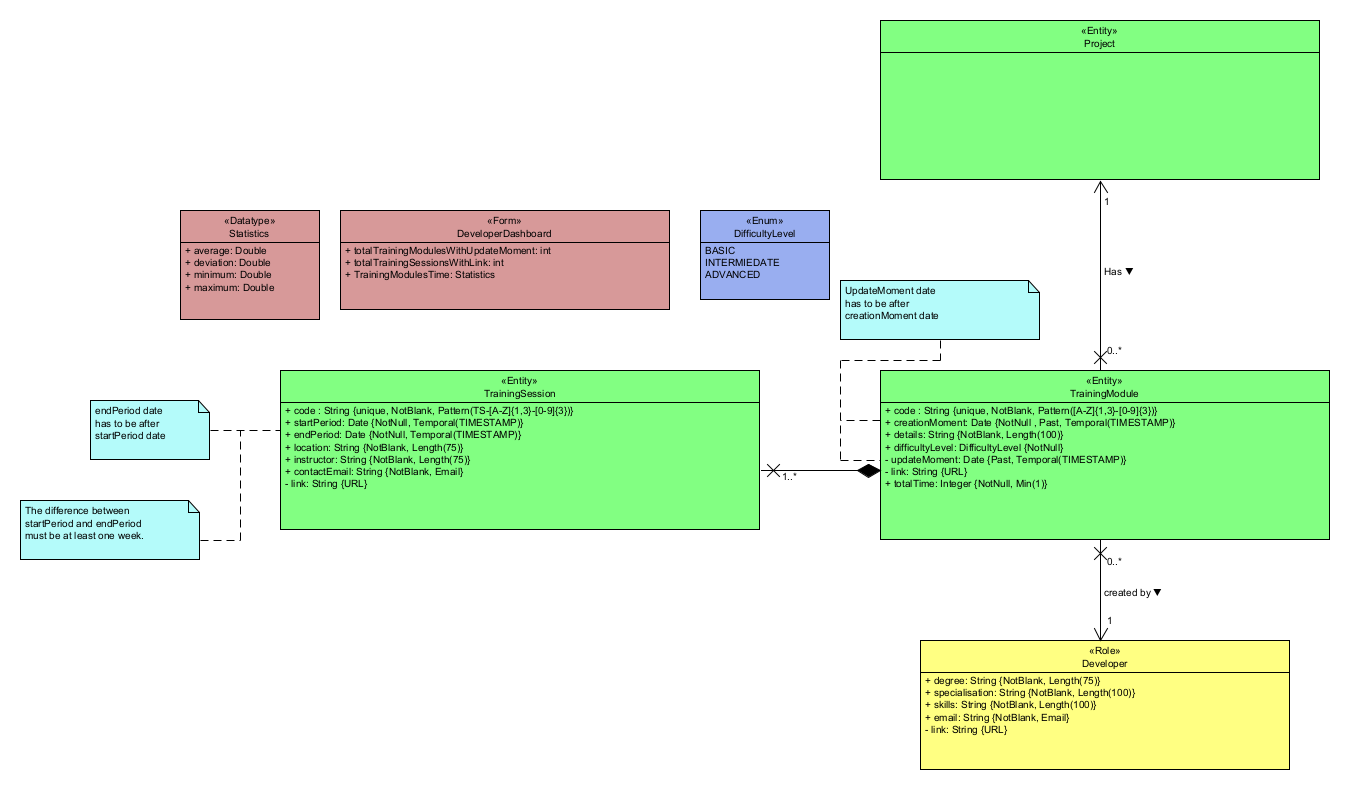 «Entity»
Project
1
Has ▼
0..*
«Datatype»
Statistics
+ average: Double
+ deviation: Double
+ minimum: Double
+ maximum: Double
«Form»
DeveloperDashboard
+ totalTrainingModulesWithUpdateMoment: int
+ totalTrainingSessionsWithLink: int
+ TrainingModulesTime: Statistics
«Enum»
DifficultyLevel
BASIC
INTERMIEDATE
ADVANCED
UpdateMoment date
has to be after
creationMoment date
endPeriod date
has to be after
startPeriod date
The difference between
startPeriod and endPeriod
must be at least one week.
«Entity»
TrainingSession
+ code : String {unique, NotBlank, Pattern(TS-[A-Z]{1,3}-[0-9]{3})}
+ startPeriod: Date {NotNull, Temporal(TIMESTAMP)}
+ endPeriod: Date {NotNull, Temporal(TIMESTAMP)}
+ location: String {NotBlank, Length(75)}
+ instructor: String {NotBlank, Length(75)}
+ contactEmail: String {NotBlank, Email}
- link: String {URL}
1..*
«Entity»
TrainingModule
+ code : String {unique, NotBlank, Pattern([A-Z]{1,3}-[0-9]{3})}
+ creationMoment: Date {NotNull , Past, Temporal(TIMESTAMP)}
+ details: String {NotBlank, Length(100)}
+ difficultyLevel: DifficultyLevel {NotNull}
- updateMoment: Date {Past, Temporal(TIMESTAMP)}
- link: String {URL}
+ totalTime: Integer {NotNull, Min(1)}
0..*
created by ▼
1
«Role»
Developer
+ degree: String {NotBlank, Length(75)}
+ specialisation: String {NotBlank, Length(100)}
+ skills: String {NotBlank, Length(100)}
+ email: String {NotBlank, Email}
- link: String {URL}